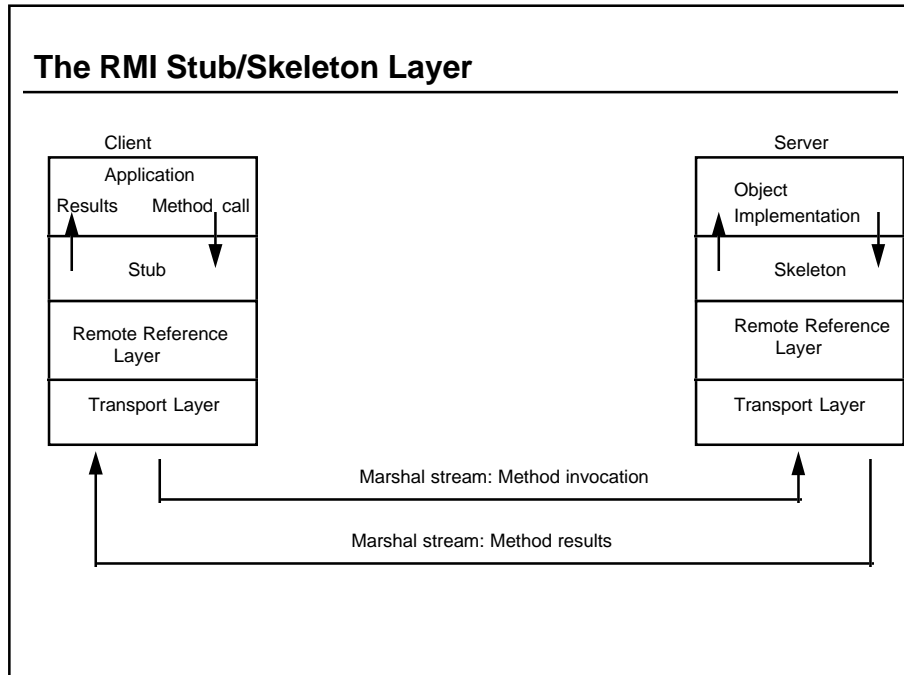 The RMI Stub/Skeleton Layer
Client
Application
Results Method call
Stub
Remote Reference
Layer
Transport Layer
Server
Object
Implementation
Skeleton
Remote Reference
Layer
Transport Layer
Marshal stream: Method invocation
Marshal stream: Method results